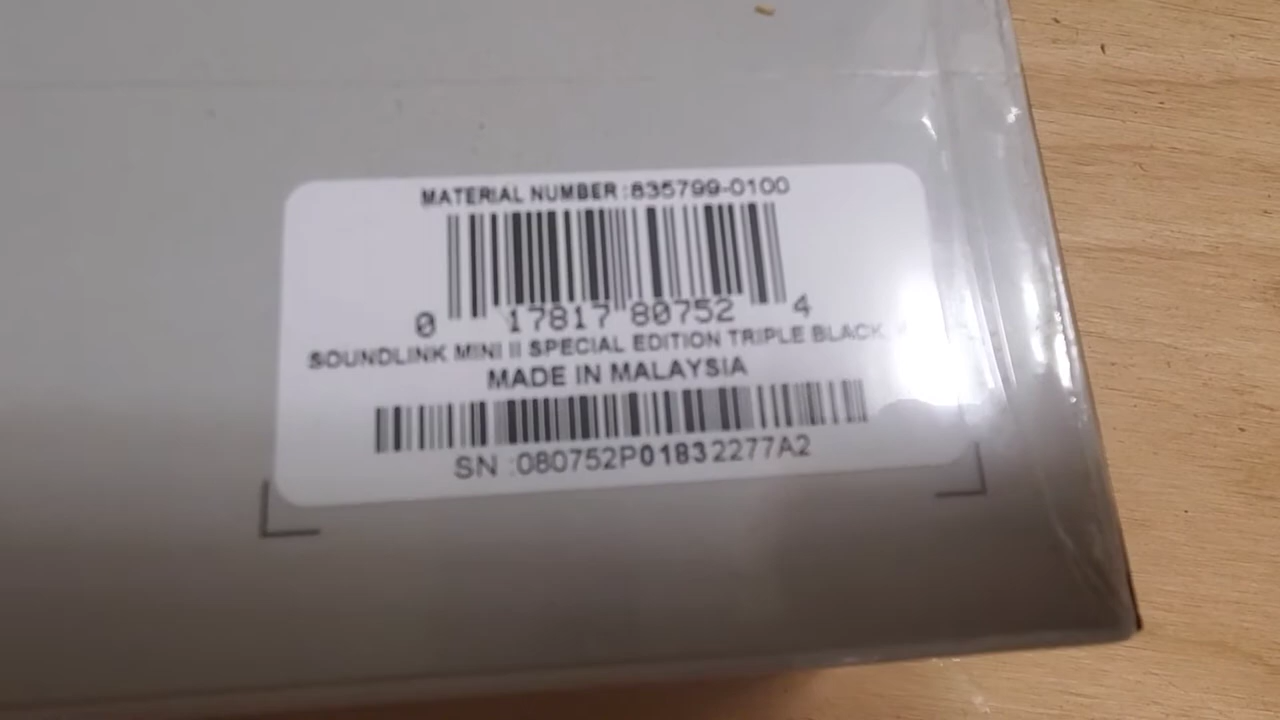 MATERIAL NUMBER :835799-0100
0 17817 80752 4
SOUNDLINK MINI II SPECIAL EDITION TRIPLE BLACK
MADE IN MALAYSIA
SN :080752P01832277A2